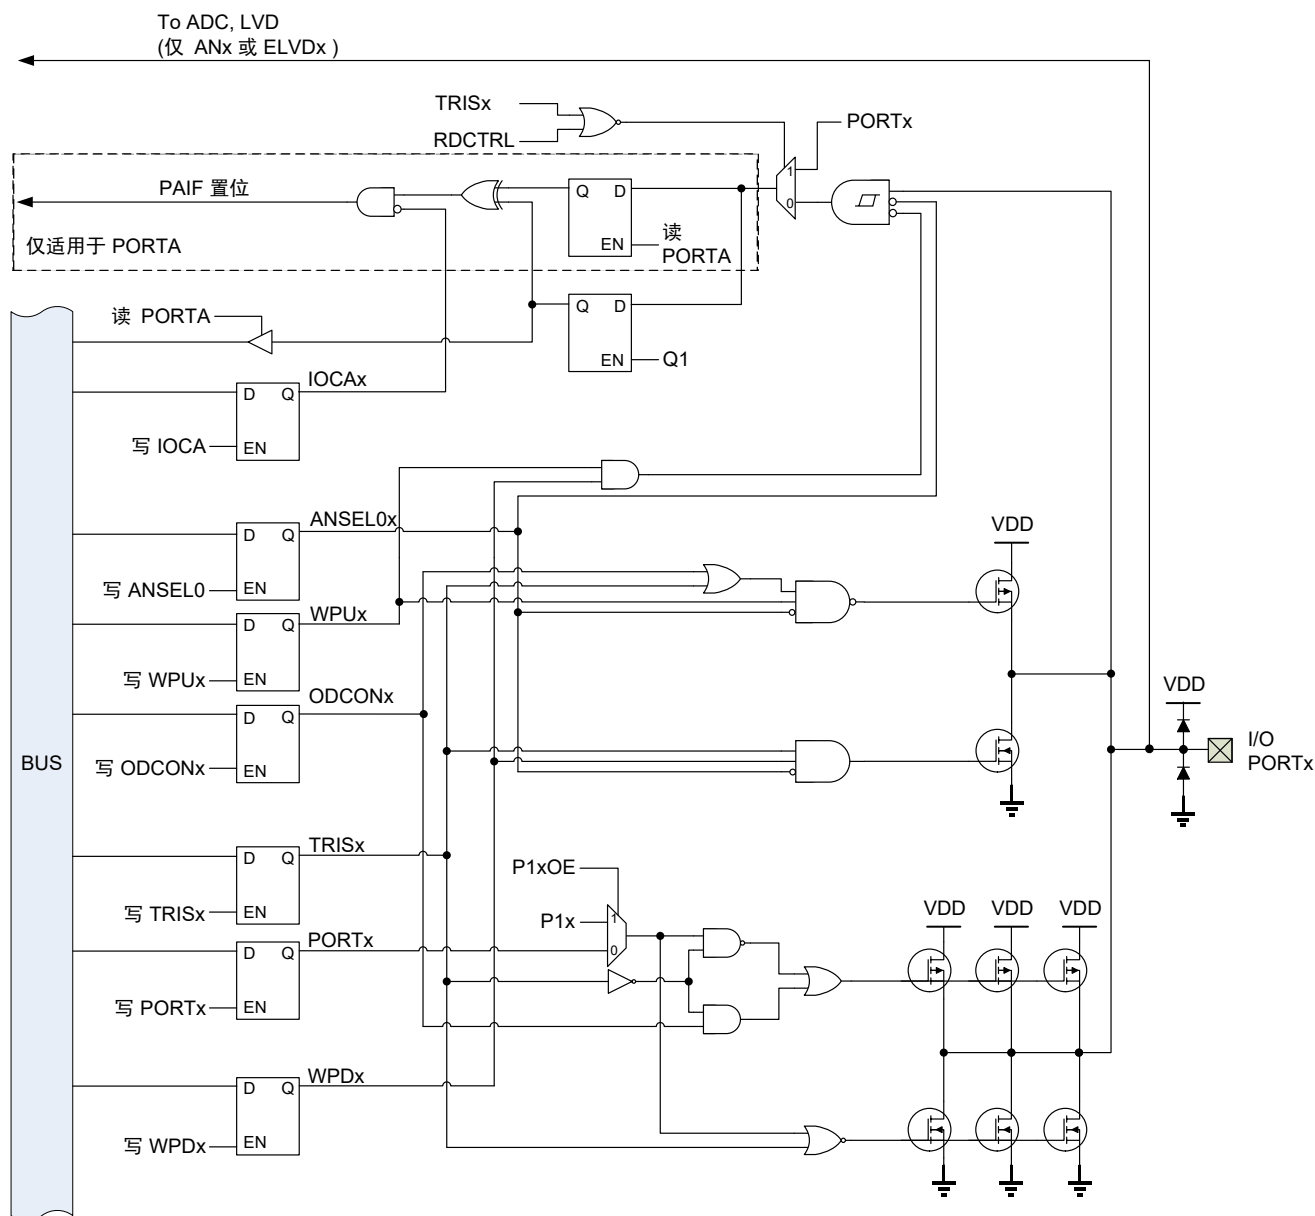 To ADC, LVD
(仅 ANx 或 ELVDx )
TRISx
RDCTRL
PORTx
1
0
PAIF 置位
Q D
EN
读
PORTA
仅适用于 PORTA
Q D
EN
Q1
读 PORTA
D Q
EN
IOCAx
写 IOCA
D Q
EN
ANSEL0x
写 ANSEL0
VDD
D Q
EN
WPUx
写 WPUx
D Q
EN
ODCONx
写 ODCONx
VDD
I/O
PORTx
BUS
D Q
EN
TRISx
写 TRISx
P1xOE
P1x
1
0
VDD VDD VDD
D Q
EN
PORTx
写 PORTx
D Q
EN
WPDx
写 WPDx